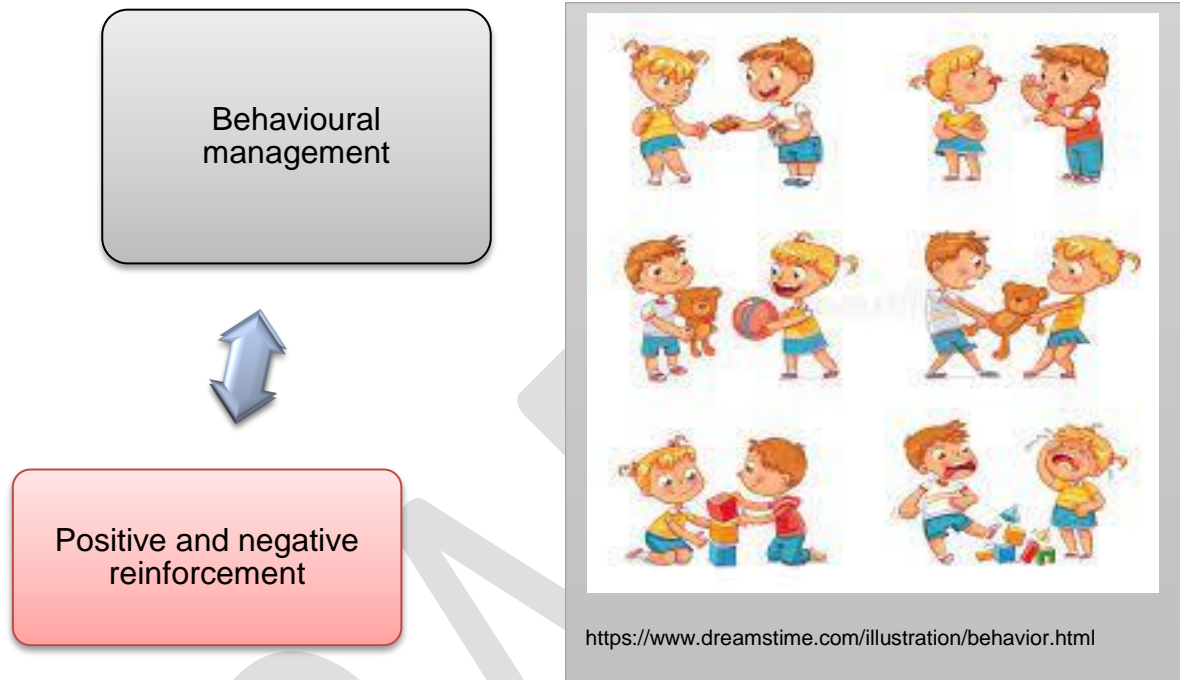 Behavioural
management
Positive and negative
reinforcement
https://www.dreamstime.com/illustration/behavior.html